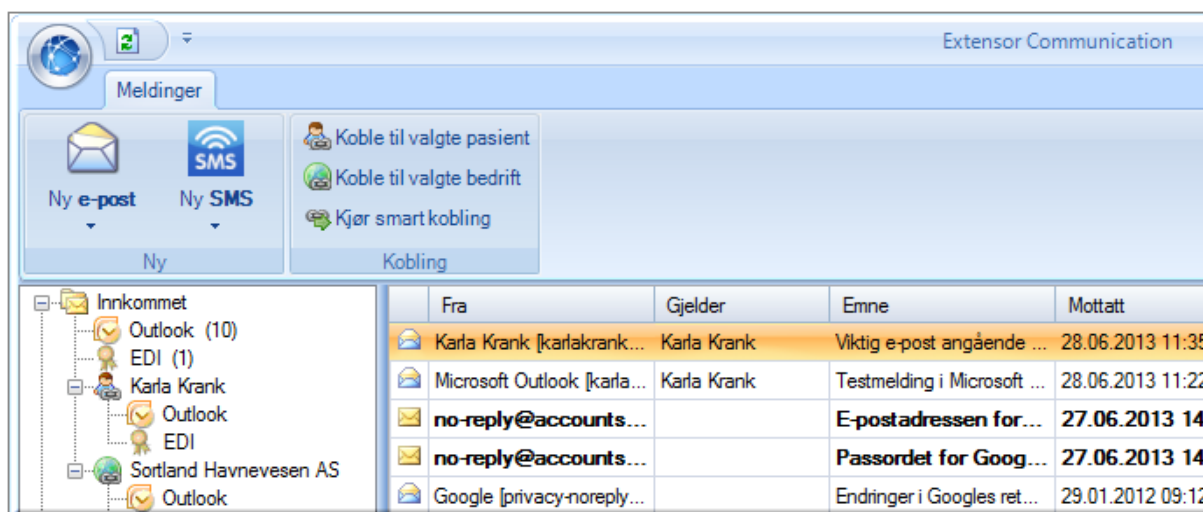 Extensor Communication
Meldinger
SMS
Koble til valgte pasient
Koble til valgte bedrift
Kjør smart kobling
Ny e-post
Ny SMS
Ny
Kobling
Innkommet
Outlook (10)
EDI (1)
Karla Krank
Outlook
EDI
Sortland Havnevesen AS
Outlook
Fra Gjelder Emne Mottatt
Karla Krank [karlakrank... Karla Krank Viktig e-post angående ... 28.06.2013 11:35
Microsoft Outlook [karla... Karla Krank Testmelding i Microsoft ... 28.06.2013 11:22
no-reply@accounts... E-postadressen for... 27.06.2013 14
no-reply@accounts... Passordet for Goog... 27.06.2013 14
Google [privacy-noreply... Endringer i Googles ret... 29.01.2012 09:12